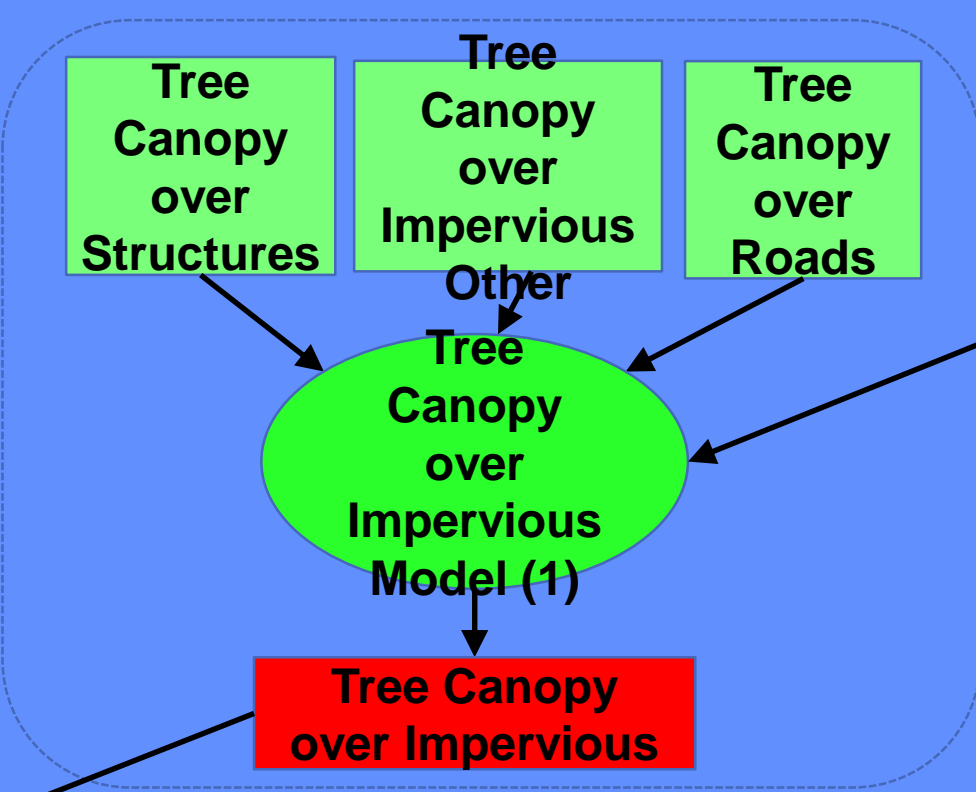 Tree
Canopy
over
Structures
Tree
Canopy
over
Impervious
Other
Tree
Canopy
over
Roads
Tree
Canopy
over
Impervious
Model (1)
Tree Canopy
over Impervious